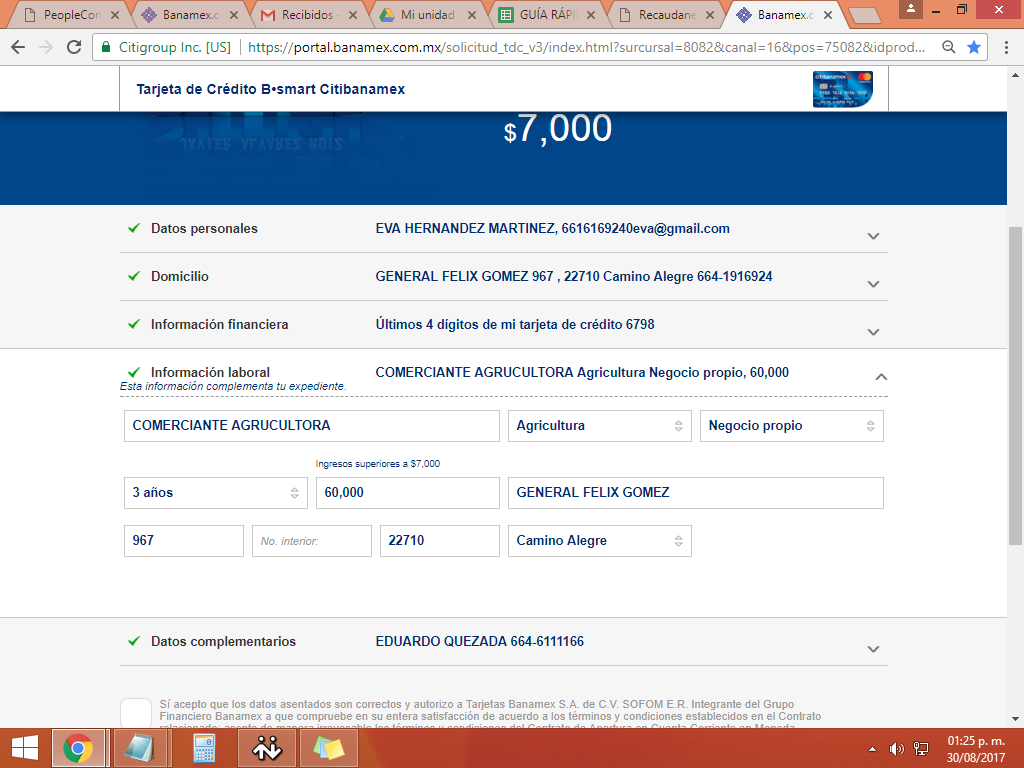 PeopleCon
Banamex.c
Recibidos -
Mi unidad
GUÍA RÁPI
Recaudane
Banamex.c
Citigroup Inc. [US] https://portal.banamex.com.mx/solicitud_tdc_v3/index.html?sursursal=8082&canal=16&pos=75082&idprod...
Tarjeta de Crédito B•smart Citibanamex
citibanamex
$7,000
JAVIER ALVAREZ RUIZ
Datos personales EVA HERNANDEZ MARTINEZ, 6616169240eva@gmail.com
Domicilio GENERAL FELIX GOMEZ 967 , 22710 Camino Alegre 664-1916924
Información financiera Últimos 4 dígitos de mi tarjeta de crédito 6798
Información laboral COMERCIANTE AGRUCULTORA Agricultura Negocio propio, 60,000
Esta información complementa tu expediente.
COMERCIANTE AGRUCULTORA Agricultura Negocio propio
Ingresos superiores a $7,000
3 años 60,000 GENERAL FELIX GOMEZ
967 No. interior: 22710 Camino Alegre
Datos complementarios EDUARDO QUEZADA 664-6111166
Sí acepto que los datos asentados son correctos y autorizo a Tarjetas Banamex S.A. de C.V. SOFOM E.R. Integrante del Grupo
Financiero Banamex a que compruebe en su entera satisfacción de acuerdo a los términos y condiciones establecidos en el Contrato
01:25 p. m.
30/08/2017